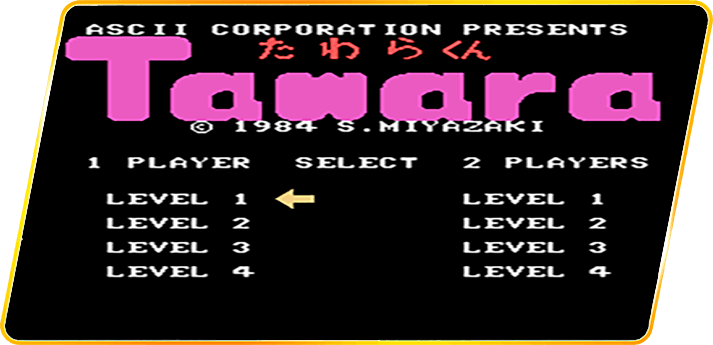 ASCII CORPORATION PRESENTS
たわらくん
Tawara
© 1984 S.MIYAZAKI
1 PLAYER SELECT 2 PLAYERS
LEVEL 1 LEVEL 1
LEVEL 2 LEVEL 2
LEVEL 3 LEVEL 3
LEVEL 4 LEVEL 4